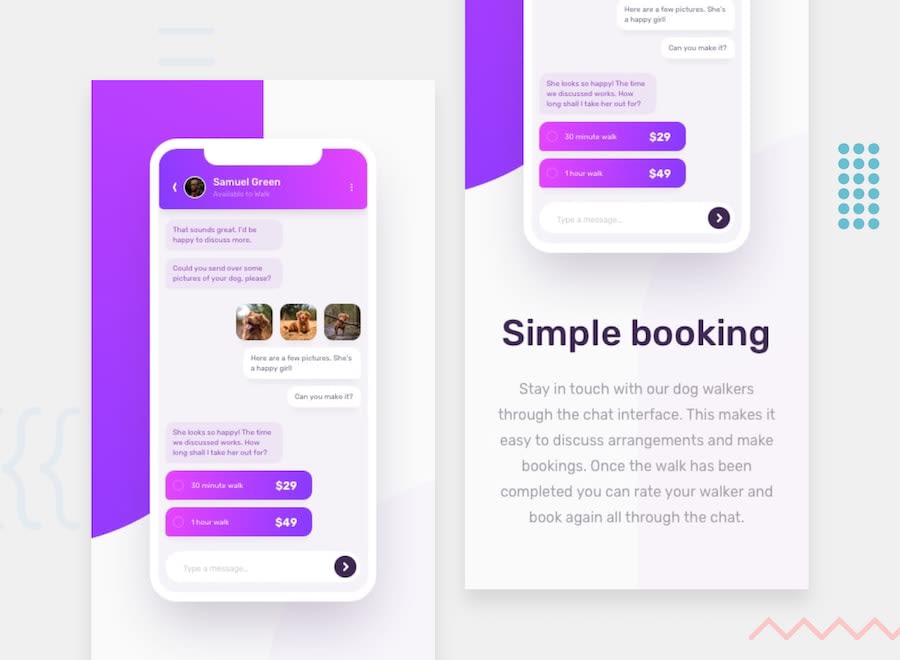 Samuel Green
Available to Walk
That sounds great. I'd be
happy to discuss more.
Could you send over some
pictures of your dog, please?
Here are a few pictures. She's
a happy girl!
Can you make it?
She looks so happy! The time
we discussed works. How
long shall I take her out for?
30 minute walk
$29
1 hour walk
$49
Type a message...
Here are a few pictures. She's
a happy girl!
Can you make it?
She looks so happy! The time
we discussed works. How
long shall I take her out for?
30 minute walk
$29
1 hour walk
$49
Type a message...
Simple booking
Stay in touch with our dog walkers
through the chat interface. This makes it
easy to discuss arrangements and make
bookings. Once the walk has been
completed you can rate your walker and
book again all through the chat.